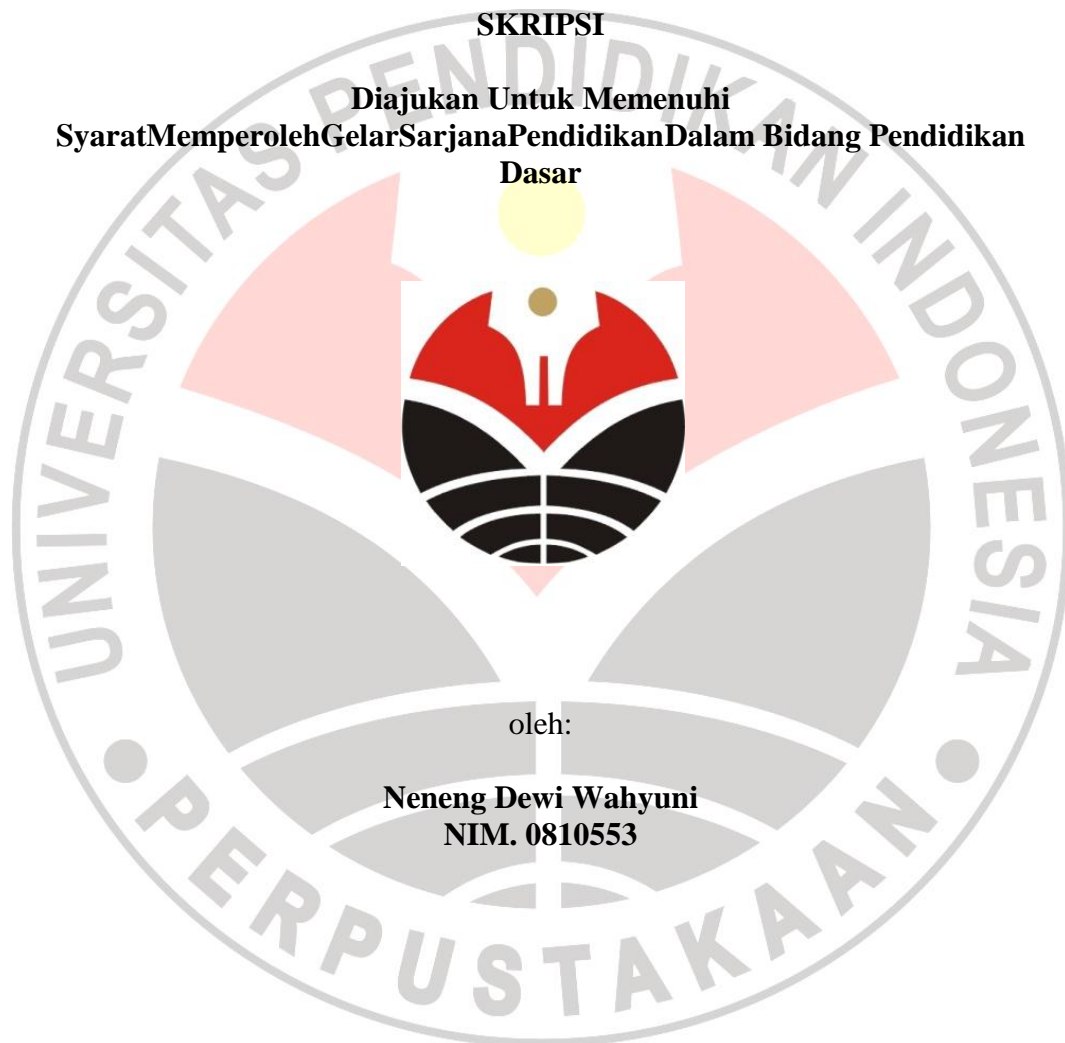 SKRIPSI
Diajukan Untuk Memenuhi
SyaratMemperolehGelarSarjanaPendidikanDalam Bidang Pendidikan
Dasar
oleh:
Neneng Dewi Wahyuni
NIM. 0810553
UNIVERSITAS PENDIDIKAN INDONESIA
PERPUSTAKAAN